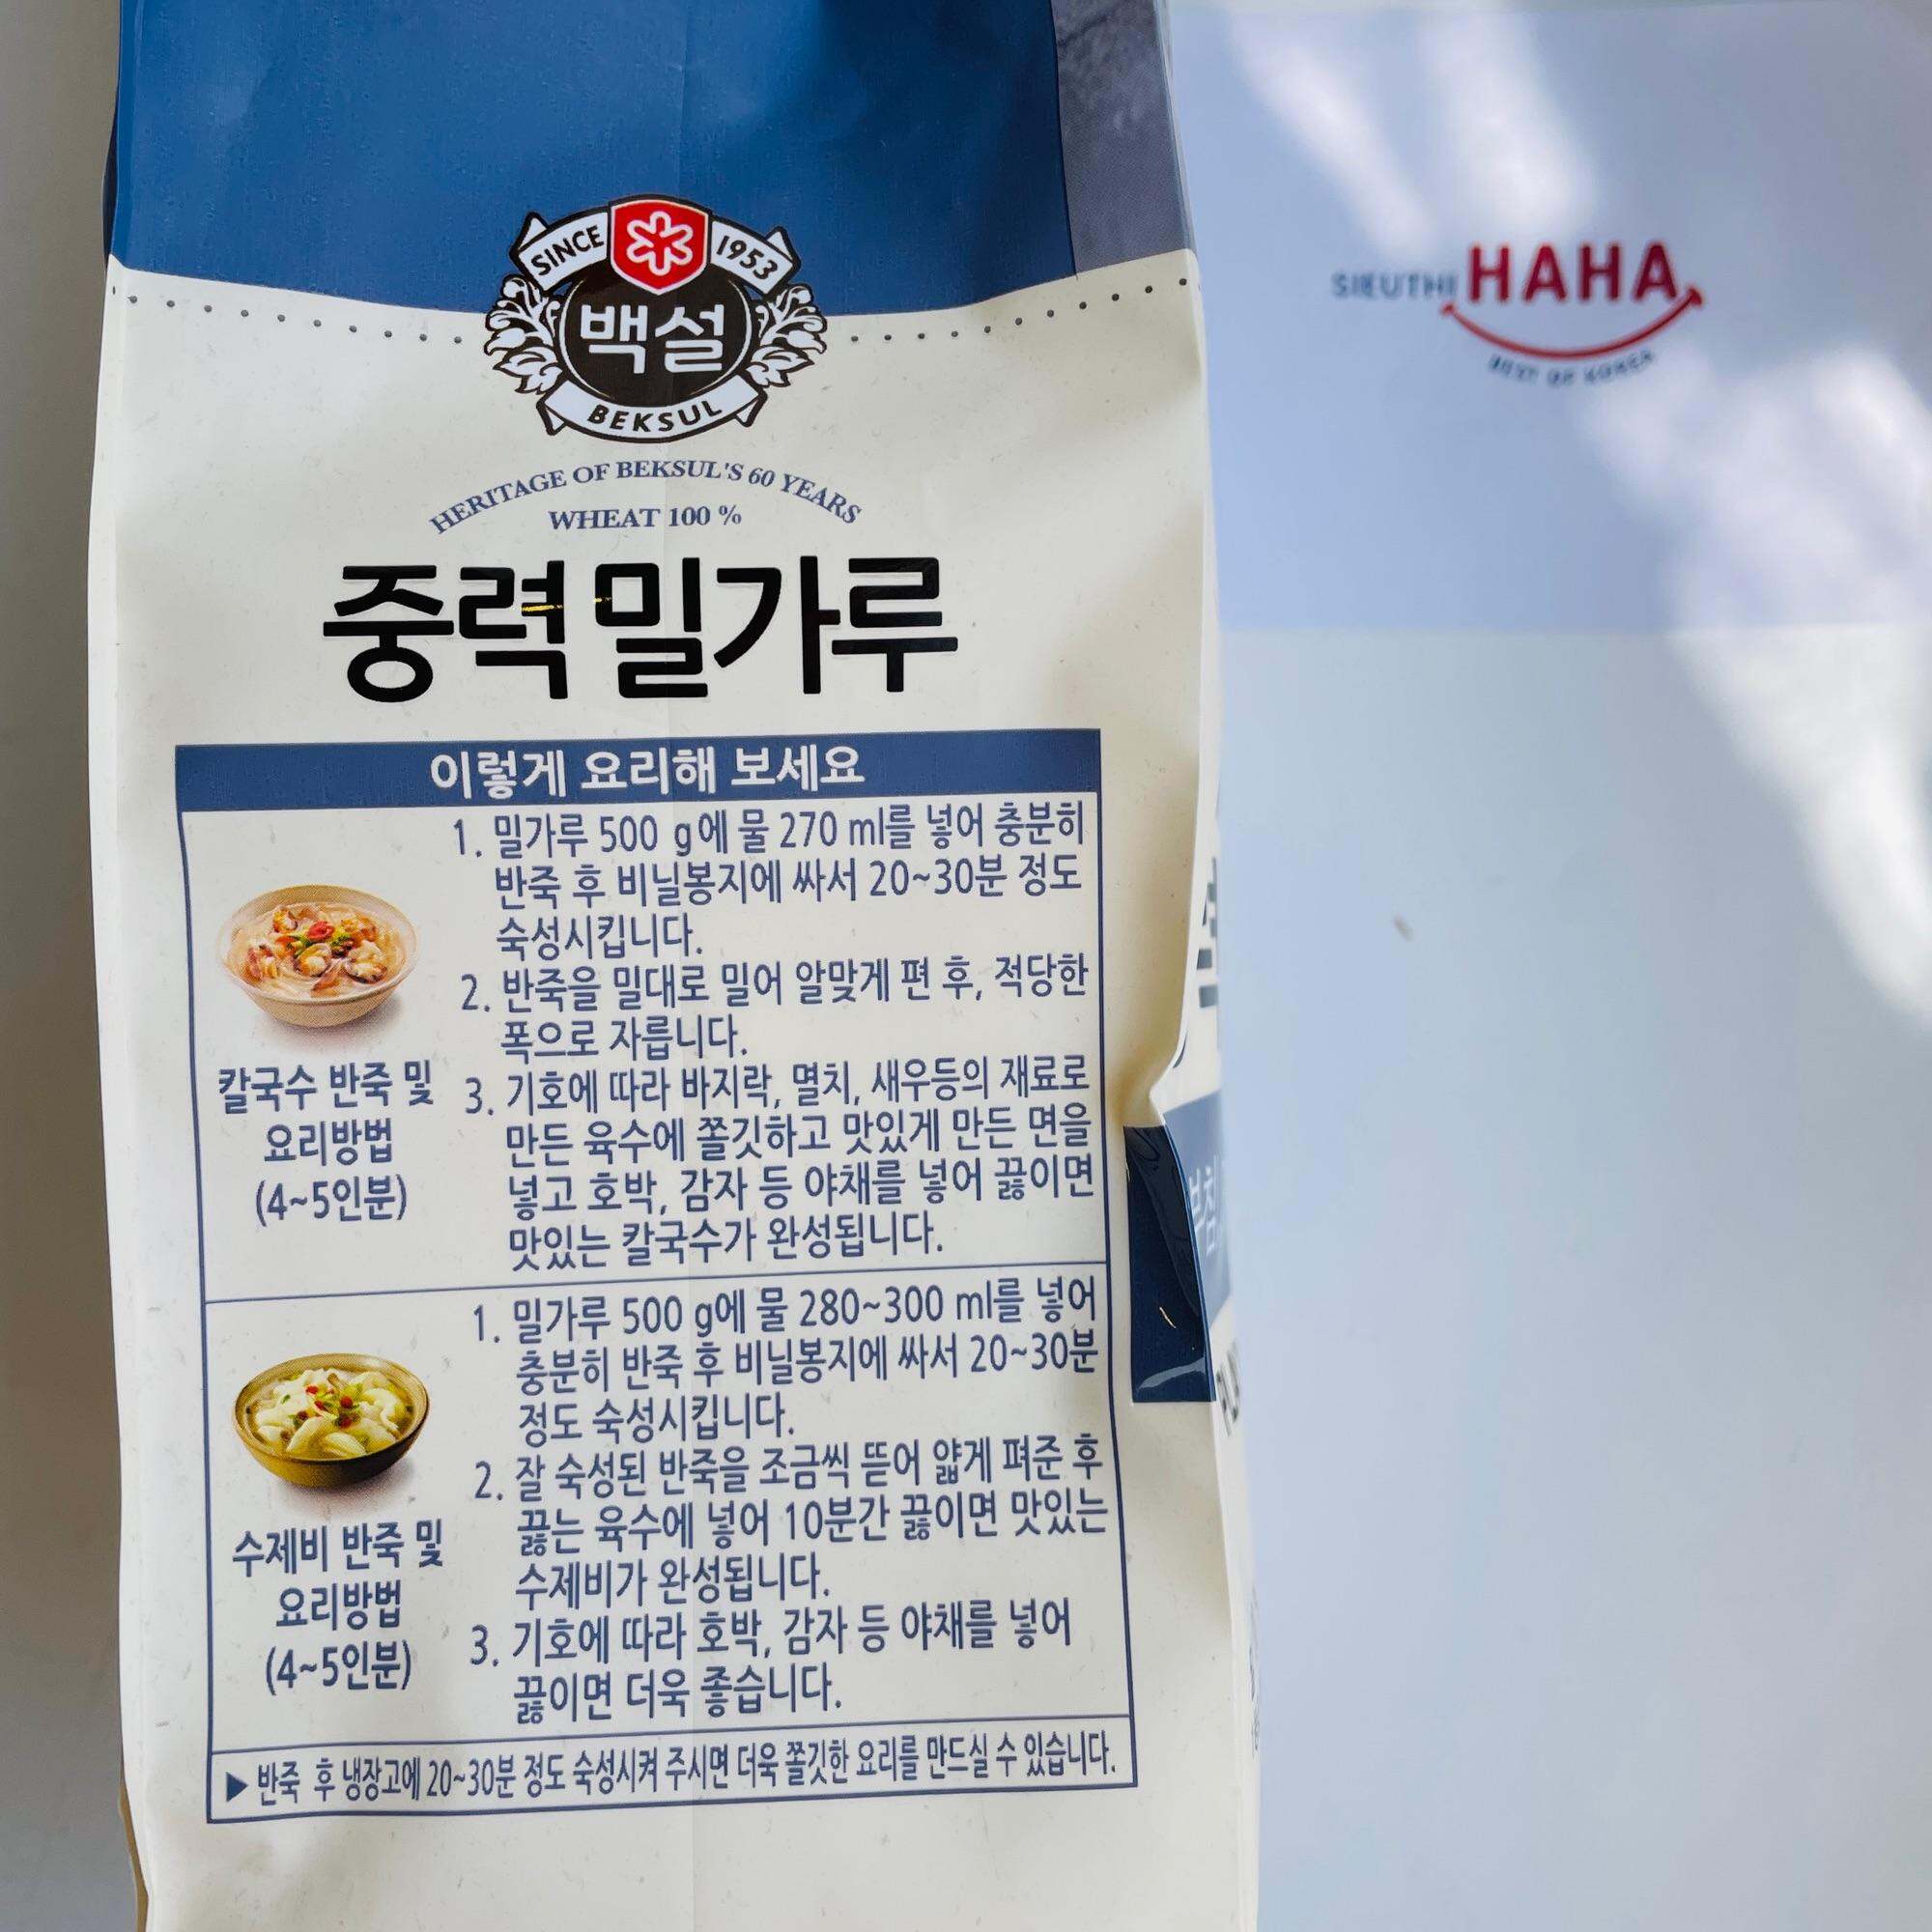 SINCE 1953
백설
BEKSUL
HERITAGE OF BEKSUL'S 60 YEARS
WHEAT 100 %
중력 밀가루
이렇게 요리해 보세요
칼국수 반죽 및
요리방법
(4~5인분)
1. 밀가루 500 g에 물 270 ml를 넣어 충분히
반죽 후 비닐봉지에 싸서 20~30분 정도
숙성시킵니다.
2. 반죽을 밀대로 밀어 알맞게 편 후, 적당한
폭으로 자릅니다.
3. 기호에 따라 바지락, 멸치, 새우등의 재료로
만든 육수에 쫄깃하고 맛있게 만든 면을
넣고 호박, 감자 등 야채를 넣어 끓이면
맛있는 칼국수가 완성됩니다.
수제비 반죽 및
요리방법
(4~5인분)
1. 밀가루 500 g에 물 280~300 ml를 넣어
충분히 반죽 후 비닐봉지에 싸서 20~30분
정도 숙성시킵니다.
2. 잘 숙성된 반죽을 조금씩 뜯어 얇게 펴준 후
끓는 육수에 넣어 10분간 끓이면 맛있는
수제비가 완성됩니다.
3. 기호에 따라 호박, 감자 등 야채를 넣어
끓이면 더욱 좋습니다.
▶ 반죽 후 냉장고에 20~30분 정도 숙성시켜 주시면 더욱 쫄깃한 요리를 만드실 수 있습니다.
SIEUTHI HAHA
BEST OF KOREA